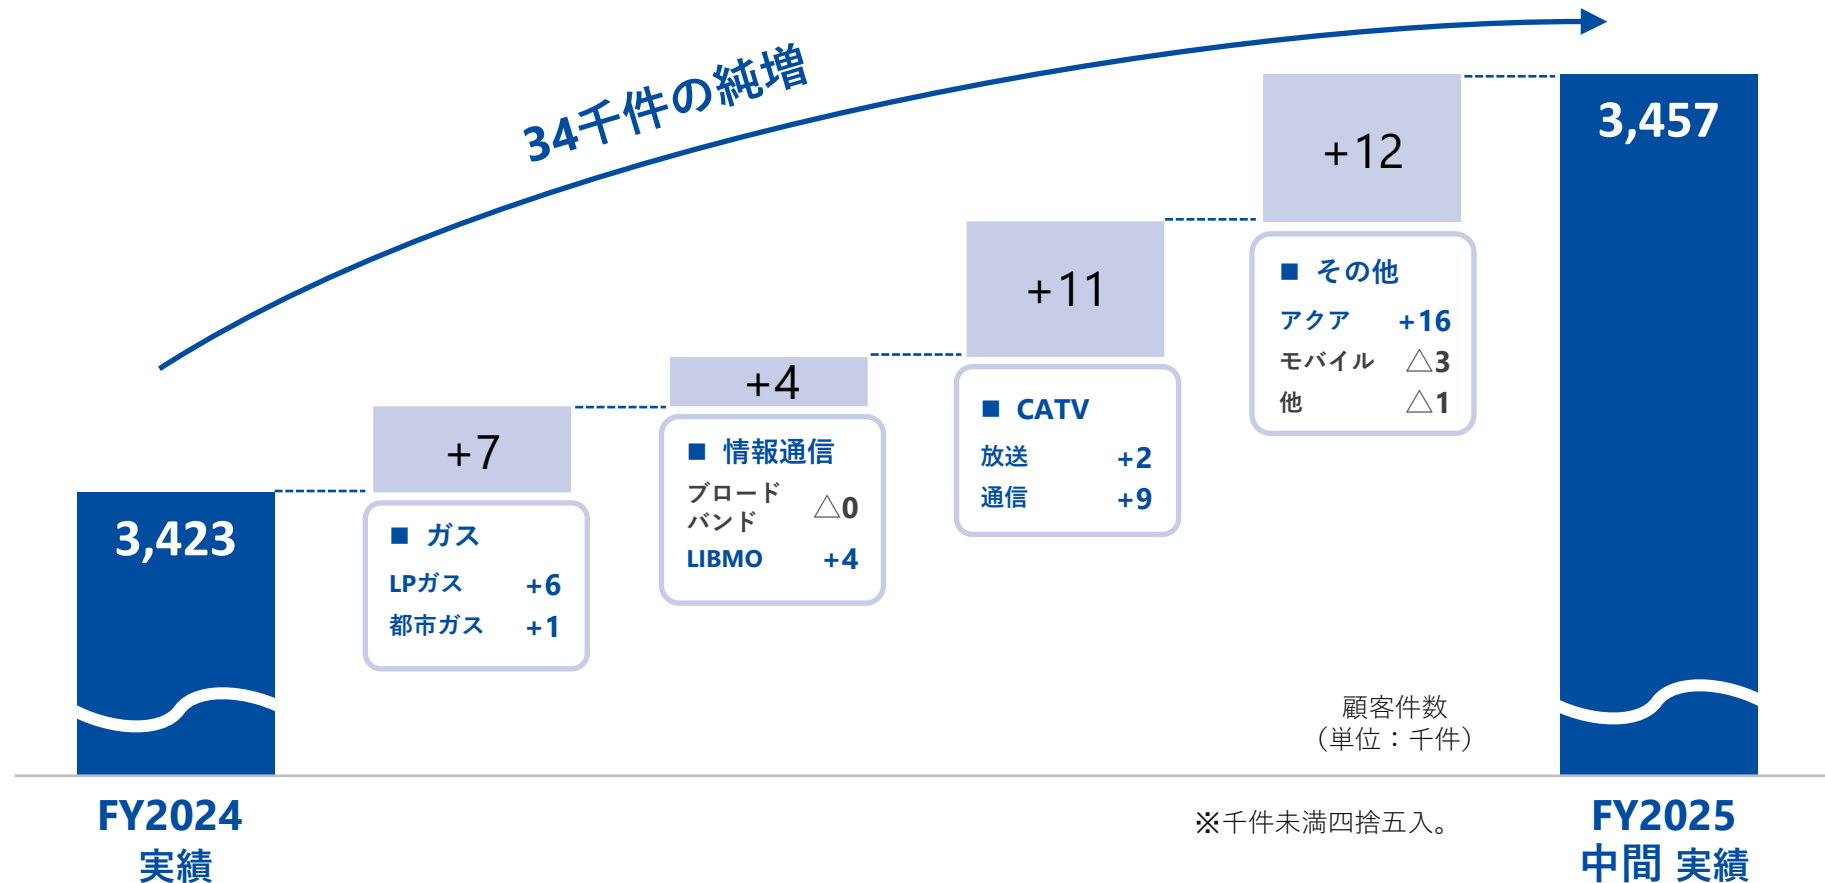 34千件の純増
3,423
+7
■ ガス
LPガス +6
都市ガス +1
+4
■ 情報通信
ブロード
バンド △0
LIBMO +4
+11
■ CATV
放送 +2
通信 +9
+12
■ その他
アクア +16
モバイル △3
他 △1
3,457
顧客件数
（単位：千件）
FY2024
実績
※千件未満四捨五入。
FY2025
中間 実績